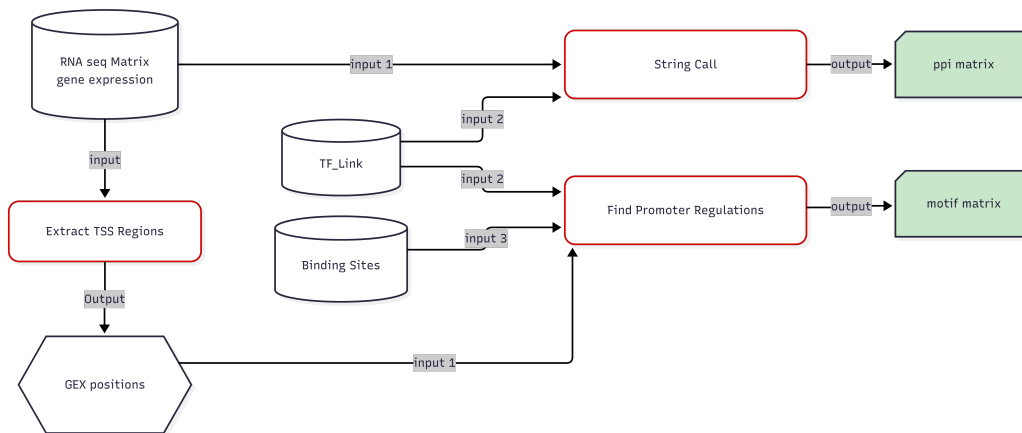 RNA seq Matrix
gene expression
input 1
String Call
output
ppi matrix
input 2
input
TF_Link
input 2
Find Promoter Regulations
output
motif matrix
Extract TSS Regions
input 3
Binding Sites
Output
GEX positions
input 1